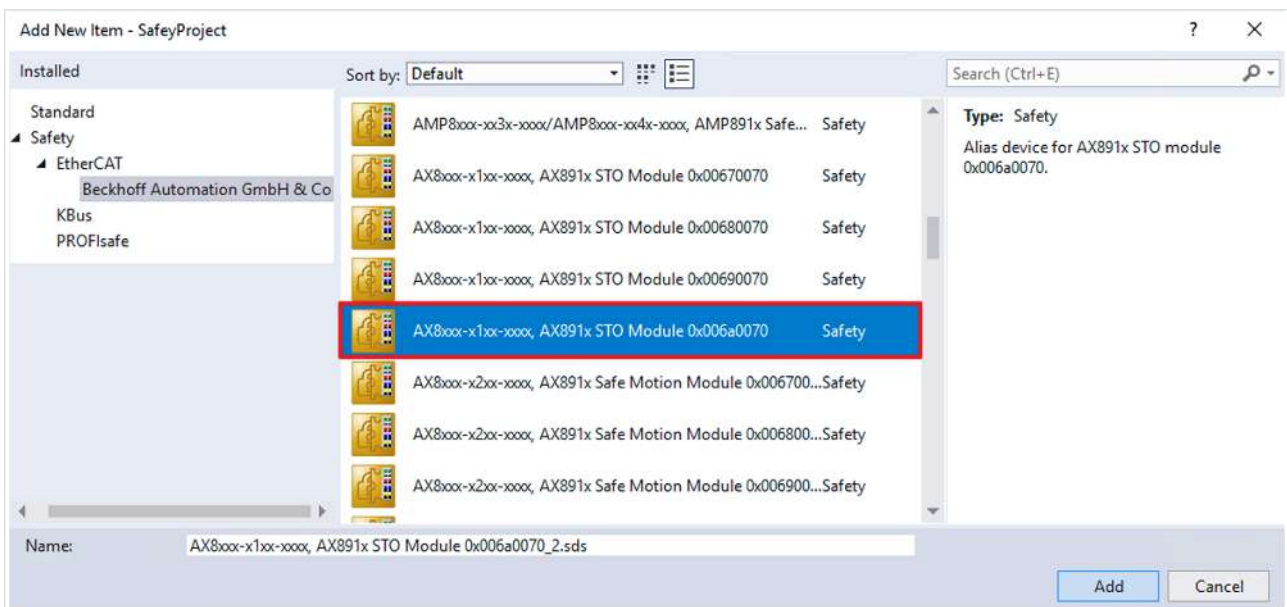 Add New Item - SafeyProject
?
Installed
Sort by: Default
Search (Ctrl+E)
Standard
Safety
EtherCAT
Beckhoff Automation GmbH & Co
KBus
PROFIsafe
AMP8xxx-xx3x-xxxx/AMP8xxx-xx4x-xxxx, AMP891x Safe... Safety
AX8xxx-x1xx-xxxx, AX891x STO Module 0x00670070 Safety
AX8xxx-x1xx-xxxx, AX891x STO Module 0x00680070 Safety
AX8xxx-x1xx-xxxx, AX891x STO Module 0x00690070 Safety
AX8xxx-x1xx-xxxx, AX891x STO Module 0x006a0070 Safety
AX8xxx-x2xx-xxxx, AX891x Safe Motion Module 0x006700...Safety
AX8xxx-x2xx-xxxx, AX891x Safe Motion Module 0x006800...Safety
AX8xxx-x2xx-xxxx, AX891x Safe Motion Module 0x006900...Safety
Type: Safety
Alias device for AX891x STO module
0x006a0070.
Name: AX8xxx-x1xx-xxxx, AX891x STO Module 0x006a0070_2.sds
Add
Cancel